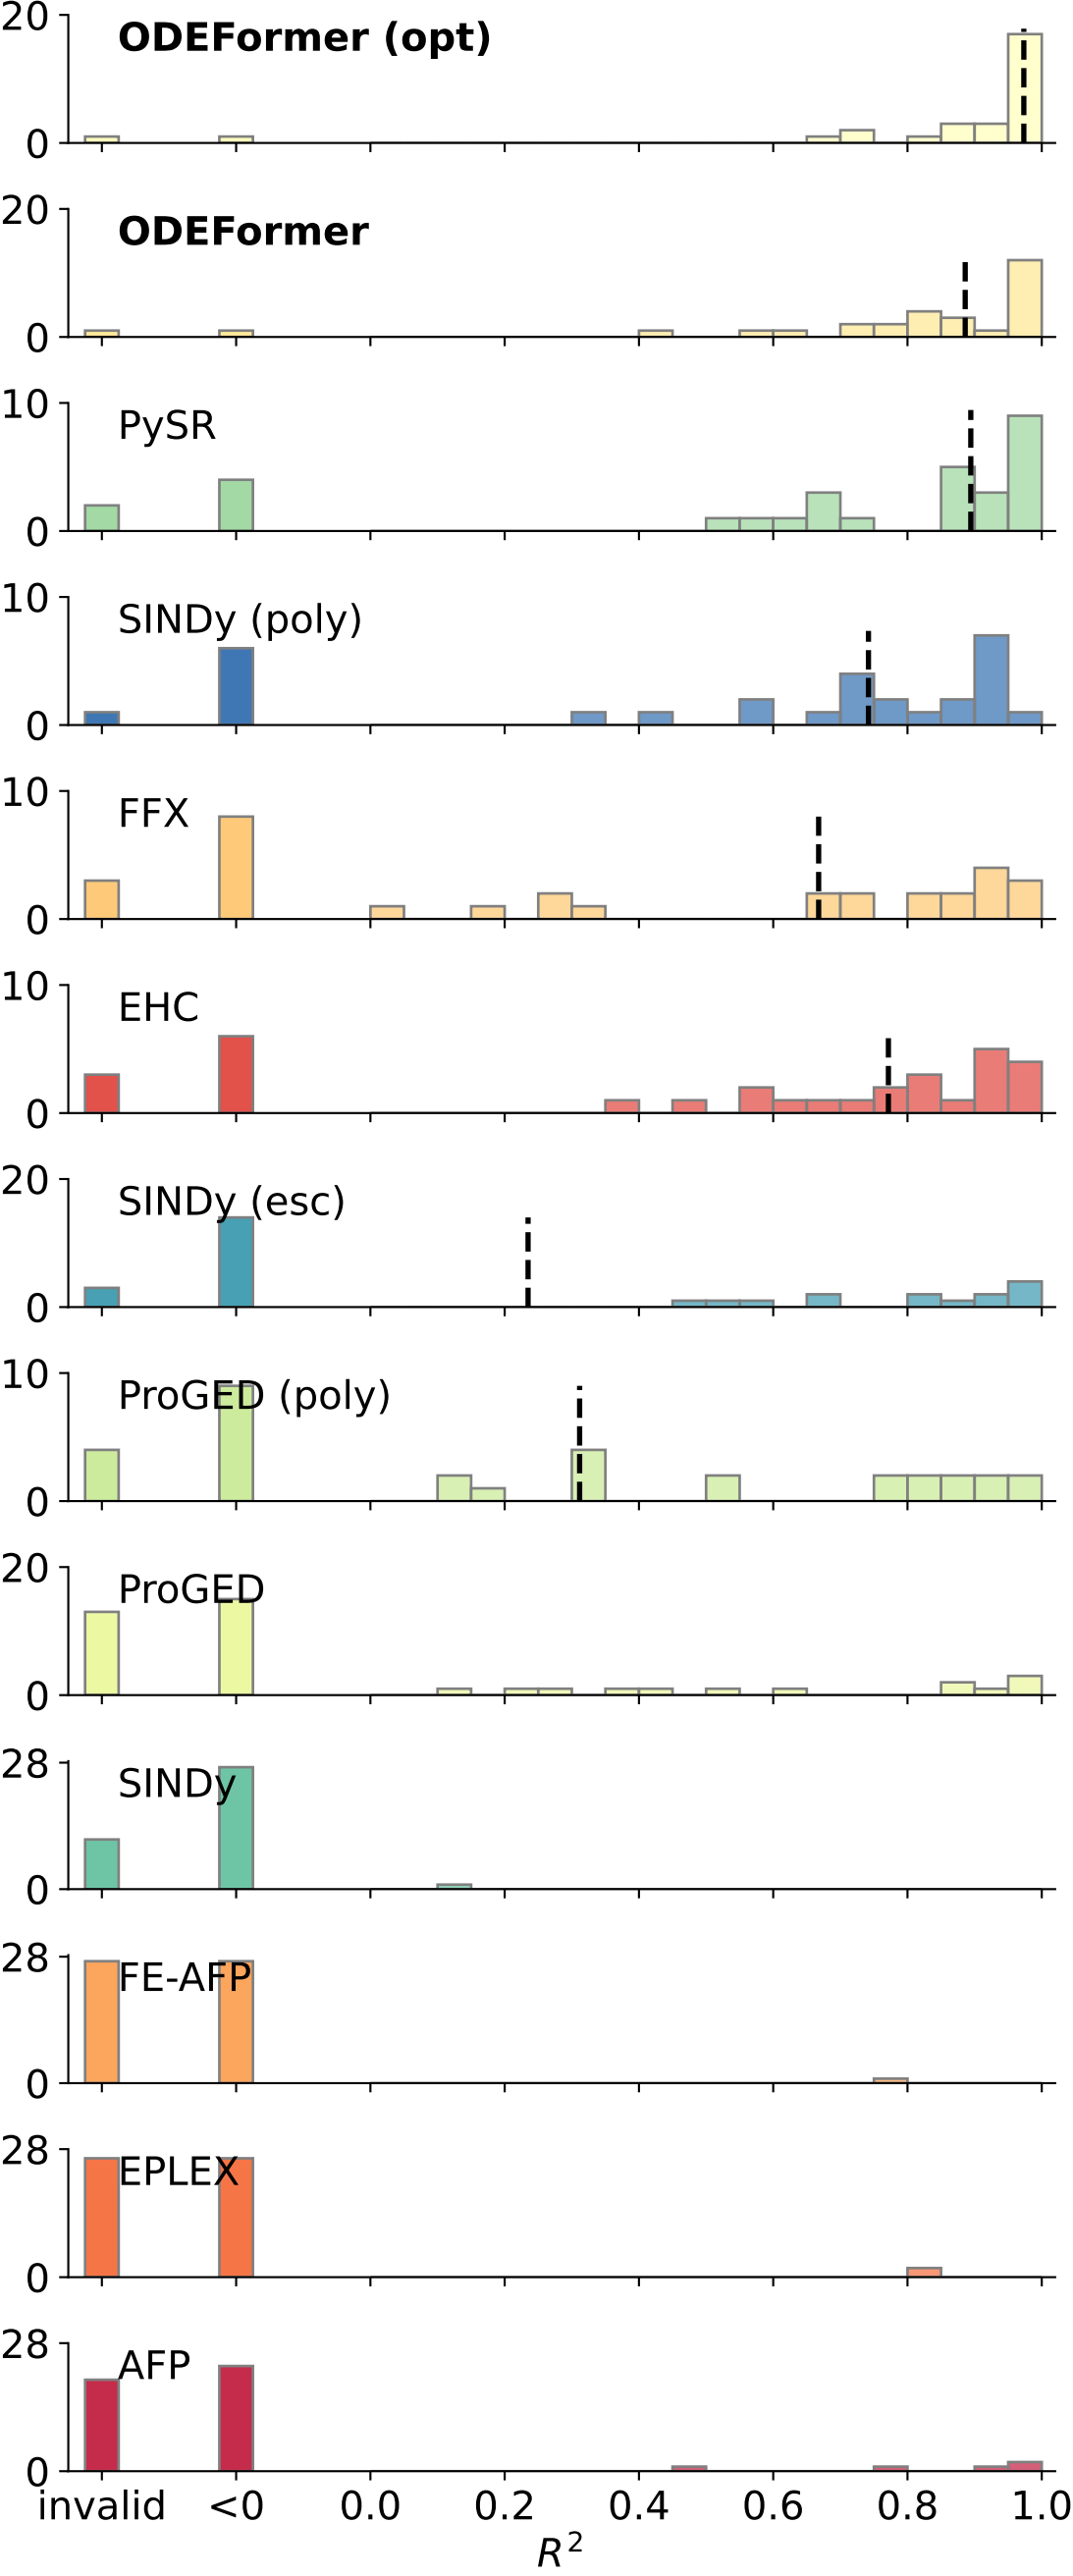 20
ODEFormer (opt)
0
20
ODEFormer
0
10
PySR
0
10
SINDy (poly)
0
10
FFX
0
10
EHC
0
20
SINDy (esc)
0
10
ProGED (poly)
0
20
ProGED
0
28
SINDy
0
28
FE-AFP
0
28
EPLEX
0
28
AFP
0
invalid <0 0.0 0.2 0.4 0.6 0.8 1.0
R²